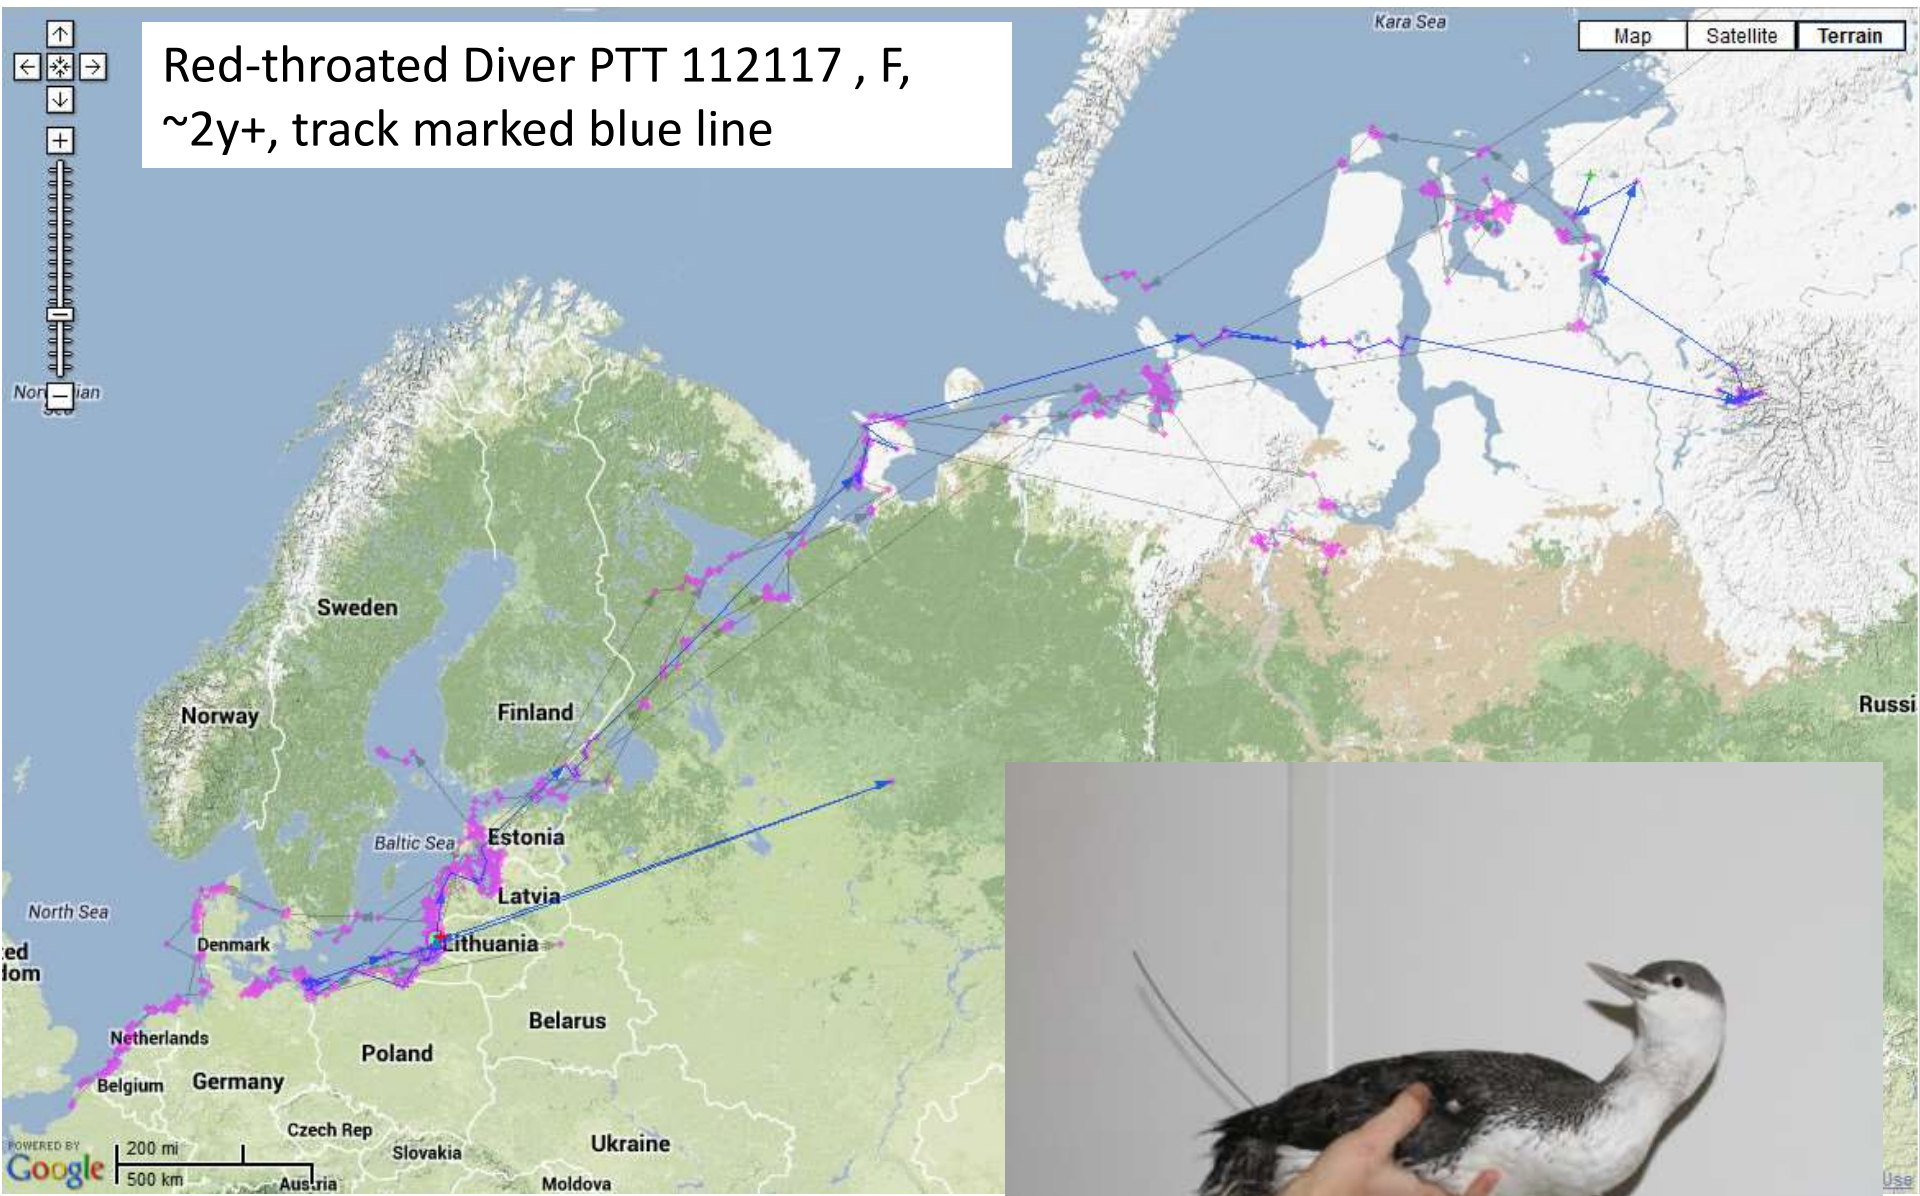 Kara Sea
Map
Satellite
Terrain
Red-throated Diver PTT 112117 , F,
~2y+, track marked blue line
Sweden
Norway
Finland
Russi
Estonia
Baltic Sea
Latvia
North Sea
Denmark
Lithuania
Belarus
Netherlands
Poland
Belgium
Germany
Czech Rep
Slovakia
Ukraine
Austria
Moldova
POWERED BY
Google
200 mi
500 km
Use